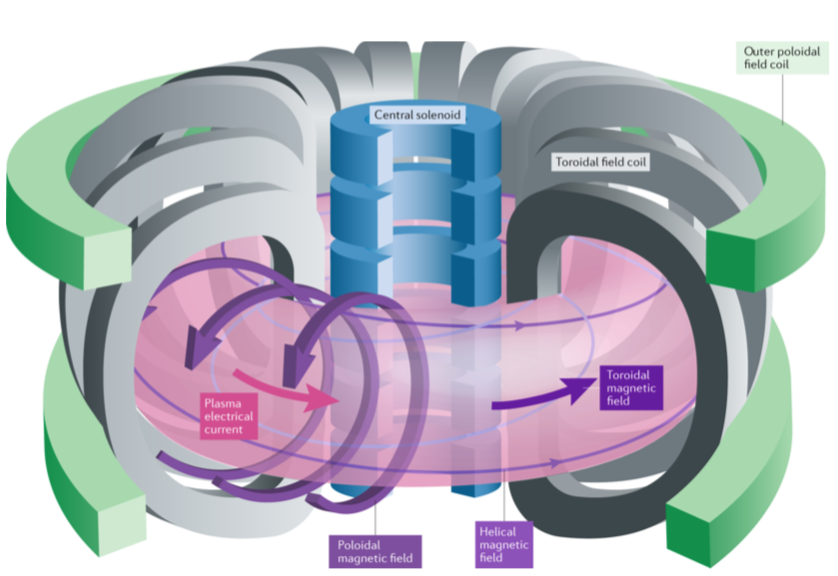 Outer poloidal
field coil
Central solenoid
Toroidal field coil
Toroidal
magnetic
field
Plasma
electrical
current
Helical
magnetic
field
Poloidal
magnetic field